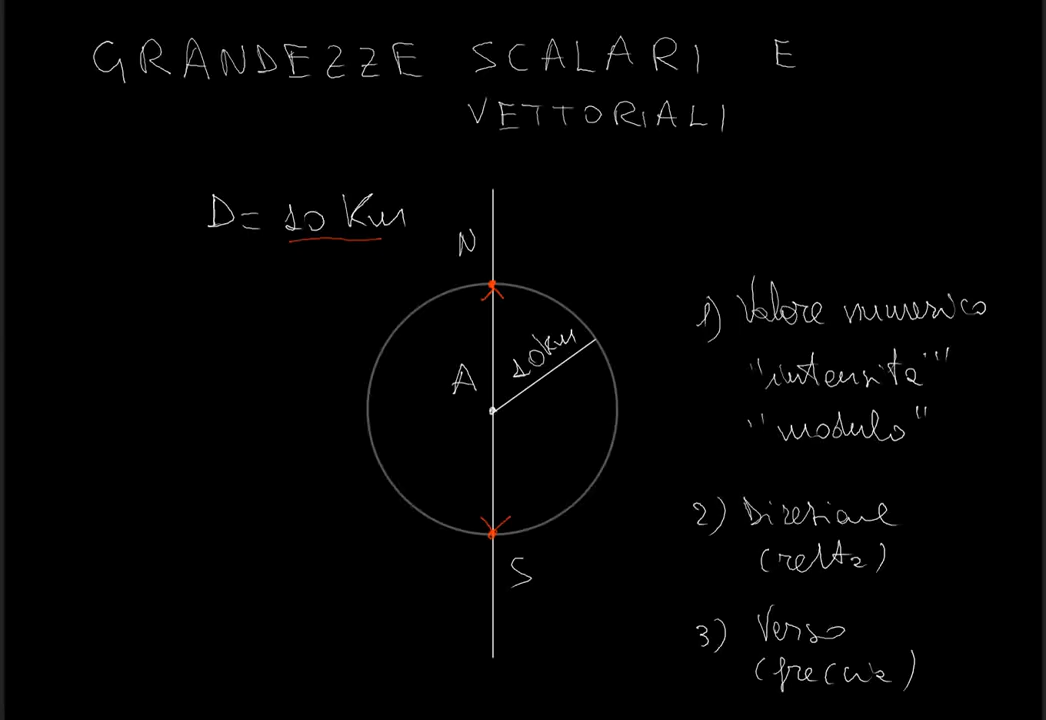 GRANDEZZE SCALARI E
VETTORIALI
D= 10 Km
N
10 km
A
S
1) Valore numerico
"intensità"
"modulo"
2) Direzione
(retta)
3) Verso
(freccia)